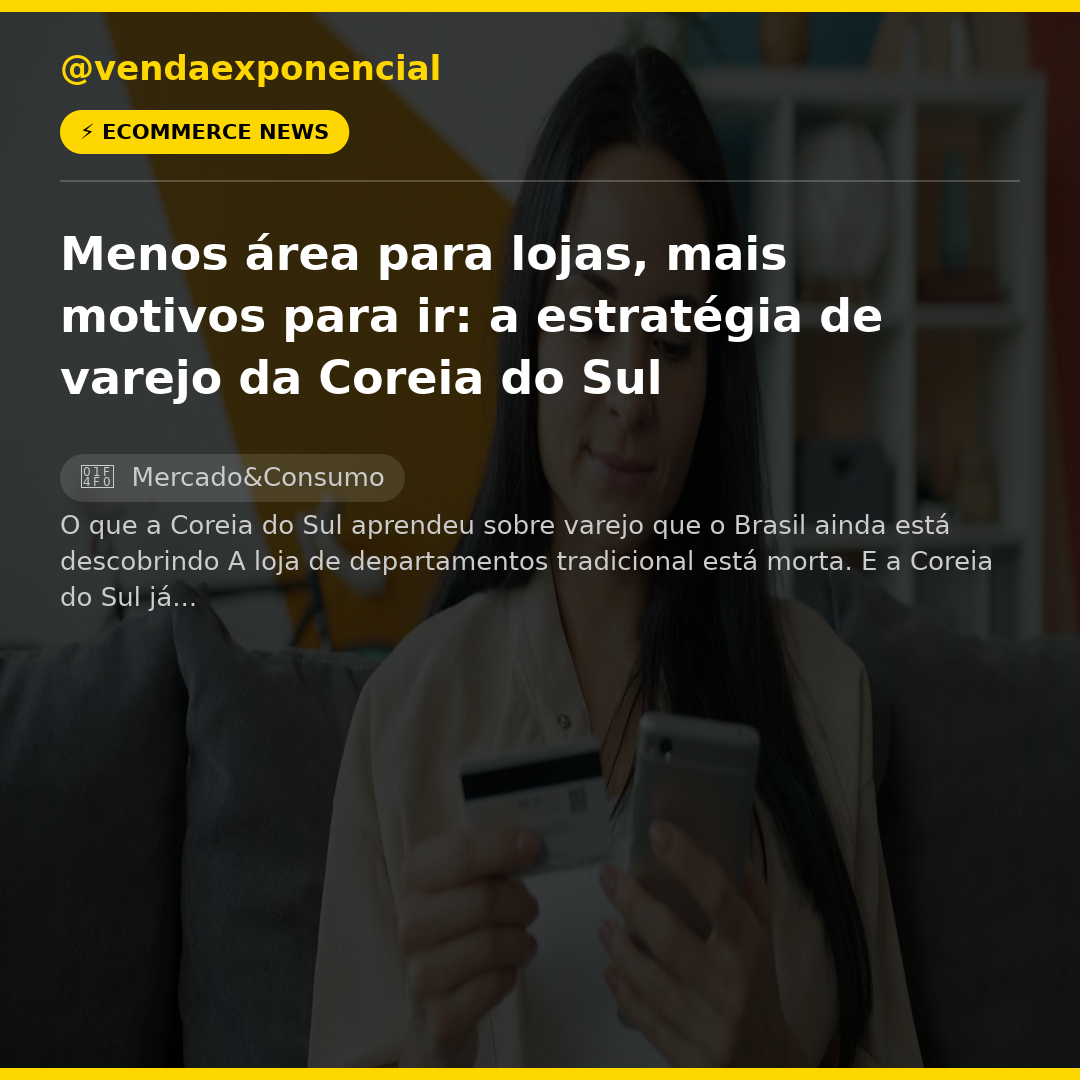 @vendaexponencial
⚡ ECOMMERCE NEWS
Menos área para lojas, mais
motivos para ir: a estratégia de
varejo da Coreia do Sul
Mercado&Consumo
O que a Coreia do Sul aprendeu sobre varejo que o Brasil ainda está
descobrindo A loja de departamentos tradicional está morta. E a Coreia
do Sul já...